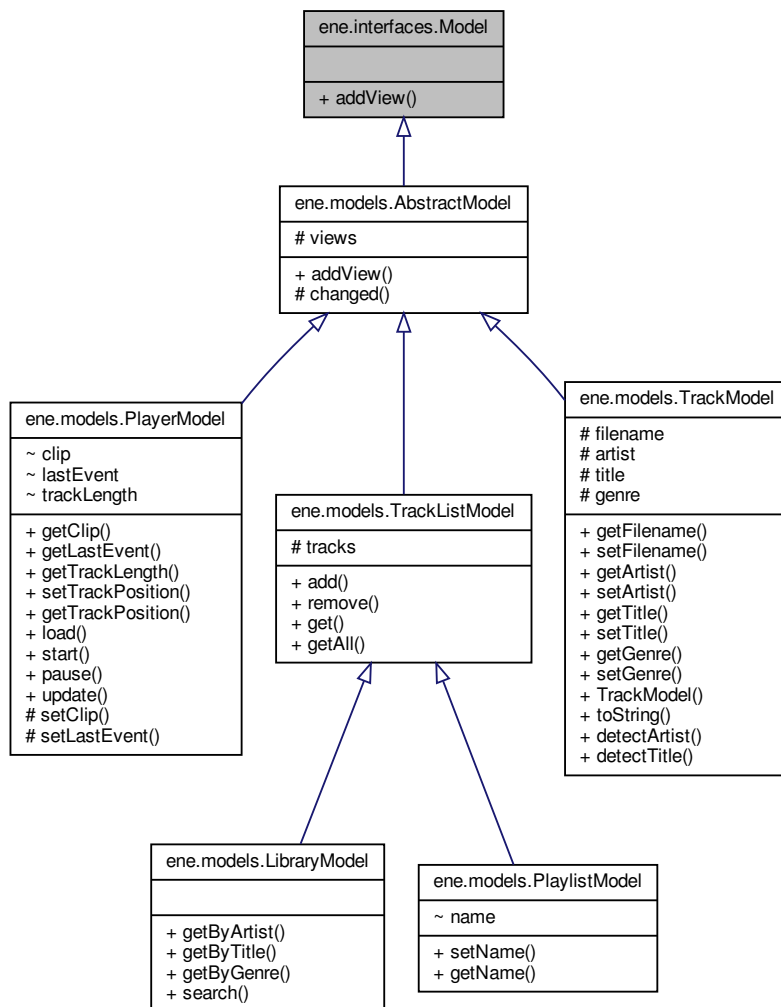 ene.interfaces.Model
+ addView()
ene.models.AbstractModel
# views
+ addView()
# changed()
ene.models.PlayerModel
~ clip
~ lastEvent
~ trackLength
+ getClip()
+ getLastEvent()
+ getTrackLength()
+ setTrackPosition()
+ getTrackPosition()
+ load()
+ start()
+ pause()
+ update()
# setClip()
# setLastEvent()
ene.models.TrackListModel
# tracks
+ add()
+ remove()
+ get()
+ getAll()
ene.models.TrackModel
# filename
# artist
# title
# genre
+ getFilename()
+ setFilename()
+ getArtist()
+ setArtist()
+ getTitle()
+ setTitle()
+ getGenre()
+ setGenre()
+ TrackModel()
+ toString()
+ detectArtist()
+ detectTitle()
ene.models.LibraryModel
+ getByArtist()
+ getByTitle()
+ getByGenre()
+ search()
ene.models.PlaylistModel
~ name
+ setName()
+ getName()